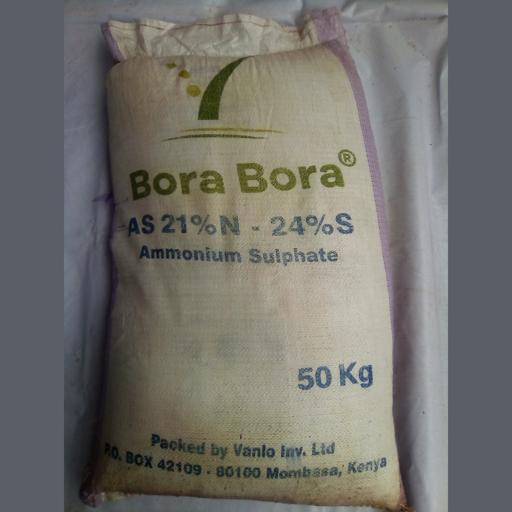 Bora Bora®
AS 21%N - 24%S
Ammonium Sulphate
50 Kg
Packed by Vanlo Inv. Ltd
P.O. BOX 42109 - 80100 Mombasa, Kenya